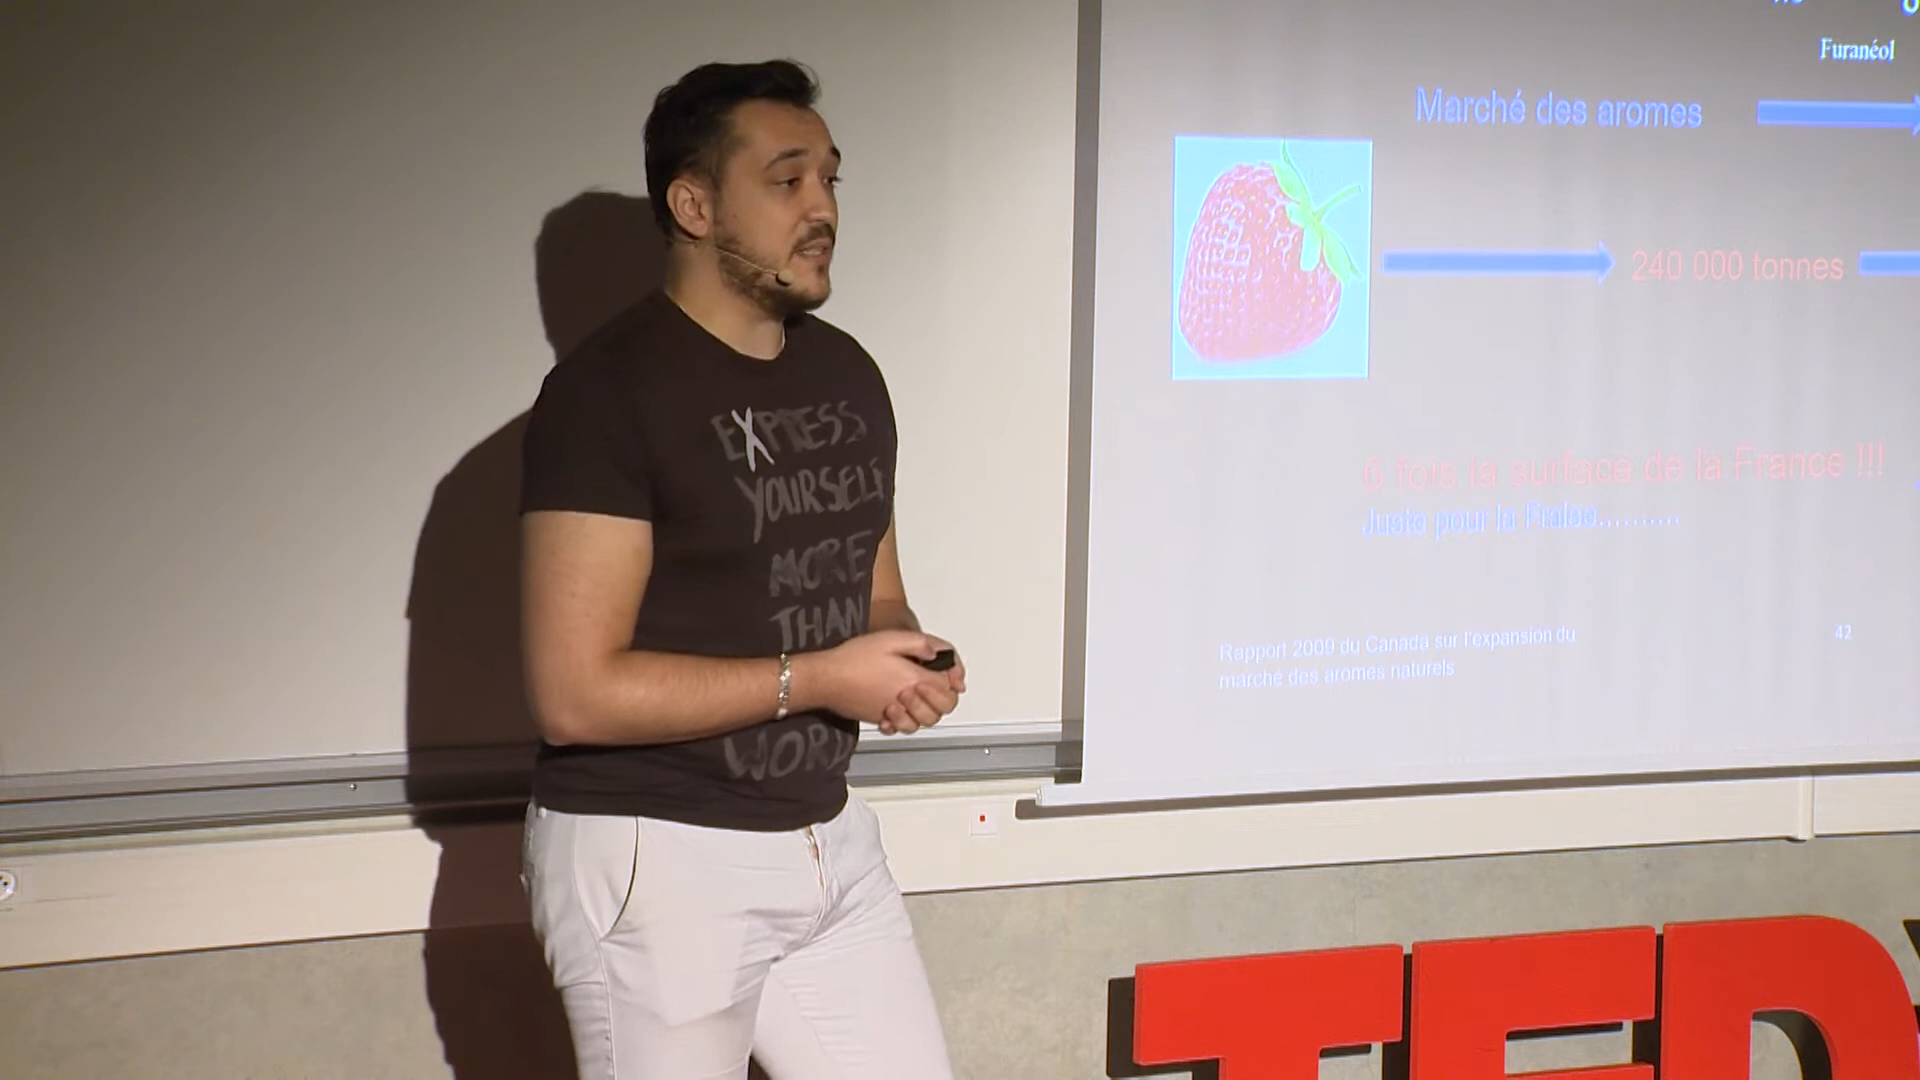 Furanéol
Marché des aromes
240 000 tonnes
6 fois la surface de la France !!!
Juste pour la Fraise..........
Rapport 2009 du Canada sur l'expansion du
marché des aromes naturels
42
EXPRESS
YOURSELF
MORE
THAN
WORD
TED